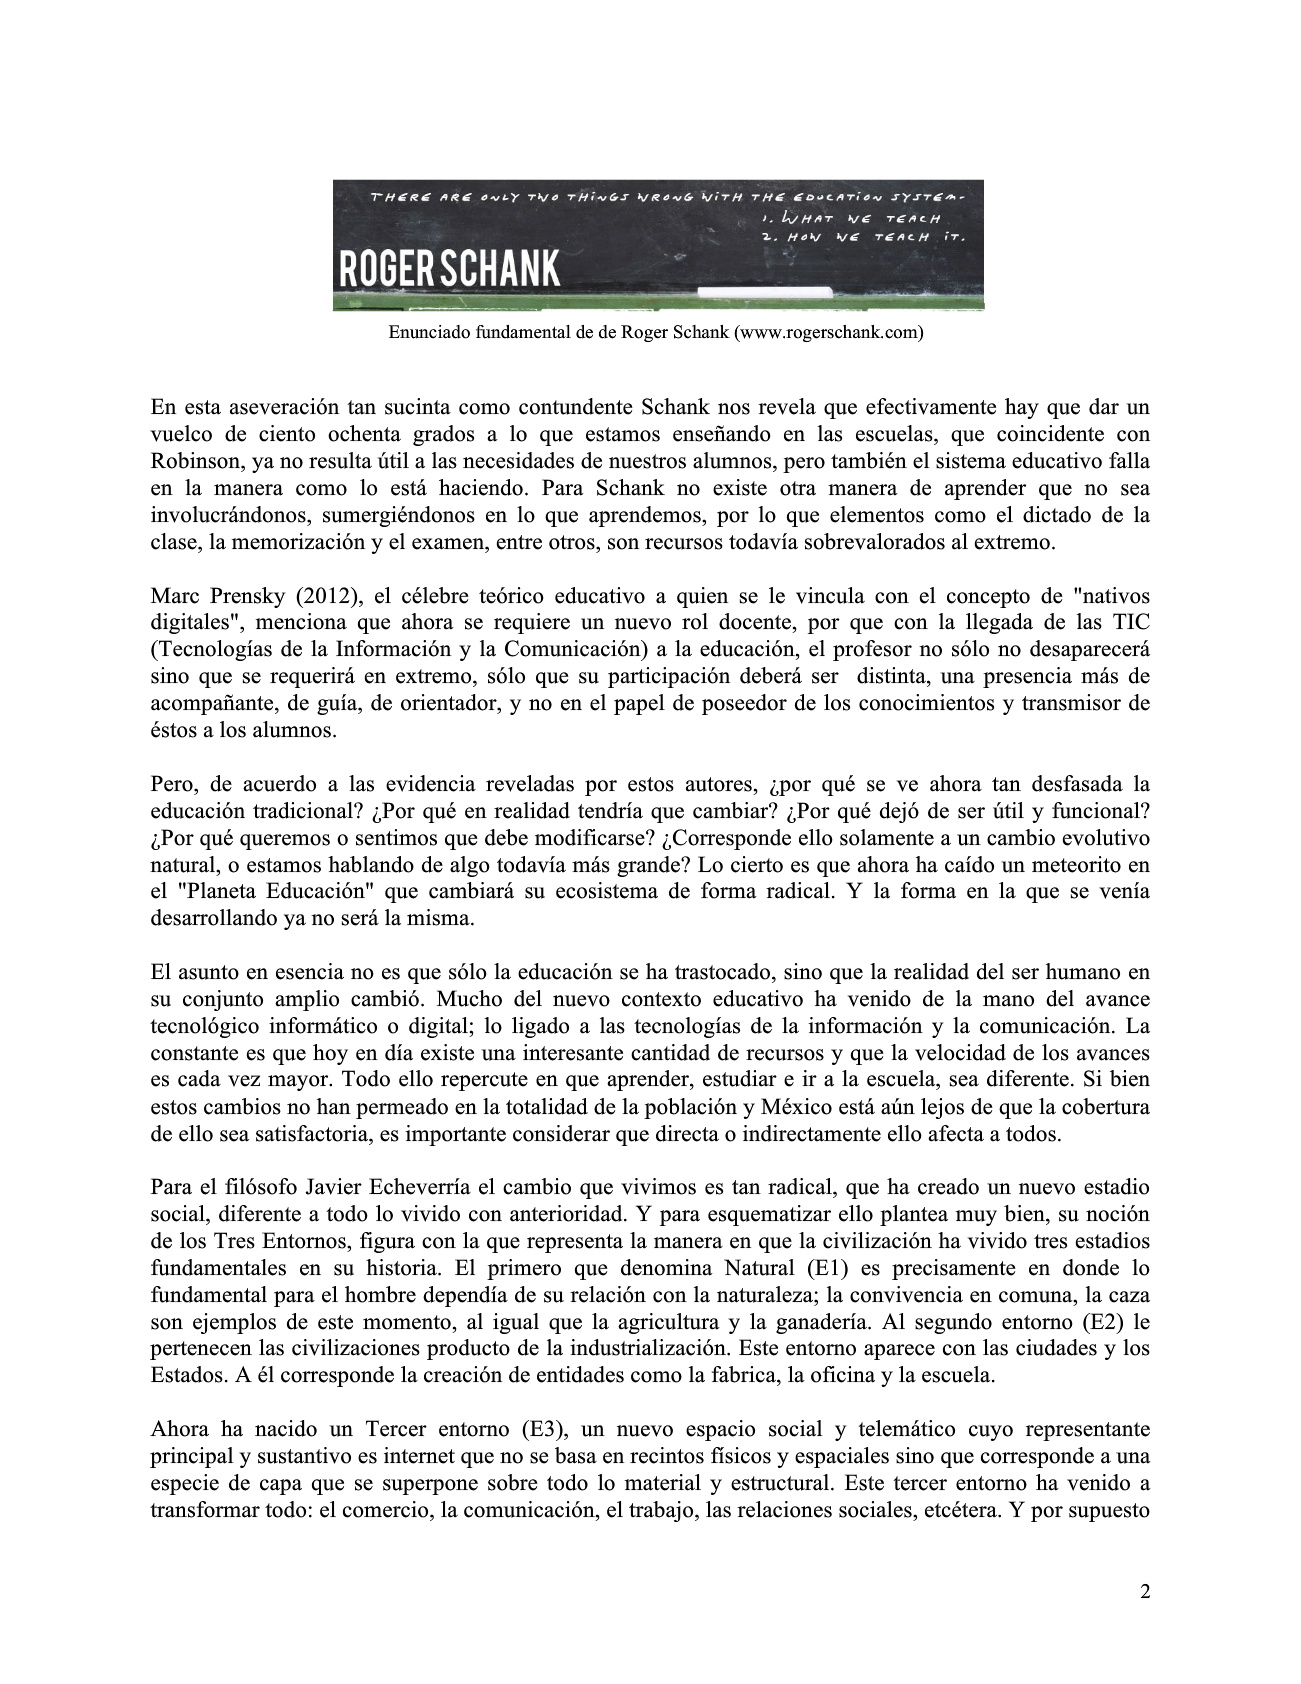 THERE ARE ONLY TWO THINGS WRONG WITH THE EDUCATION SYSTEM-
1. WHAT WE TEACH
2. HOW WE TEACH IT.
ROGER SCHANK
Enunciado fundamental de de Roger Schank (www.rogerschank.com)
En esta aseveración tan sucinta como contundente Schank nos revela que efectivamente hay que dar un
vuelco de ciento ochenta grados a lo que estamos enseñando en las escuelas, que coincidente con
Robinson, ya no resulta útil a las necesidades de nuestros alumnos, pero también el sistema educativo falla
en la manera como lo está haciendo. Para Schank no existe otra manera de aprender que no sea
involucrándonos, sumergiéndonos en lo que aprendemos, por lo que elementos como el dictado de la
clase, la memorización y el examen, entre otros, son recursos todavía sobrevalorados al extremo.
Marc Prensky (2012), el célebre teórico educativo a quien se le vincula con el concepto de "nativos
digitales", menciona que ahora se requiere un nuevo rol docente, por que con la llegada de las TIC
(Tecnologías de la Información y la Comunicación) a la educación, el profesor no sólo no desaparecerá
sino que se requerirá en extremo, sólo que su participación deberá ser  distinta, una presencia más de
acompañante, de guía, de orientador, y no en el papel de poseedor de los conocimientos y transmisor de
éstos a los alumnos.
Pero, de acuerdo a las evidencia reveladas por estos autores, ¿por qué se ve ahora tan desfasada la
educación tradicional? ¿Por qué en realidad tendría que cambiar? ¿Por qué dejó de ser útil y funcional?
¿Por qué queremos o sentimos que debe modificarse? ¿Corresponde ello solamente a un cambio evolutivo
natural, o estamos hablando de algo todavía más grande? Lo cierto es que ahora ha caído un meteorito en
el "Planeta Educación" que cambiará su ecosistema de forma radical. Y la forma en la que se venía
desarrollando ya no será la misma.
El asunto en esencia no es que sólo la educación se ha trastocado, sino que la realidad del ser humano en
su conjunto amplio cambió. Mucho del nuevo contexto educativo ha venido de la mano del avance
tecnológico informático o digital; lo ligado a las tecnologías de la información y la comunicación. La
constante es que hoy en día existe una interesante cantidad de recursos y que la velocidad de los avances
es cada vez mayor. Todo ello repercute en que aprender, estudiar e ir a la escuela, sea diferente. Si bien
estos cambios no han permeado en la totalidad de la población y México está aún lejos de que la cobertura
de ello sea satisfactoria, es importante considerar que directa o indirectamente ello afecta a todos.
Para el filósofo Javier Echeverría el cambio que vivimos es tan radical, que ha creado un nuevo estadio
social, diferente a todo lo vivido con anterioridad. Y para esquematizar ello plantea muy bien, su noción
de los Tres Entornos, figura con la que representa la manera en que la civilización ha vivido tres estadios
fundamentales en su historia. El primero que denomina Natural (E1) es precisamente en donde lo
fundamental para el hombre dependía de su relación con la naturaleza; la convivencia en comuna, la caza
son ejemplos de este momento, al igual que la agricultura y la ganadería. Al segundo entorno (E2) le
pertenecen las civilizaciones producto de la industrialización. Este entorno aparece con las ciudades y los
Estados. A él corresponde la creación de entidades como la fabrica, la oficina y la escuela.
Ahora ha nacido un Tercer entorno (E3), un nuevo espacio social y telemático cuyo representante
principal y sustantivo es internet que no se basa en recintos físicos y espaciales sino que corresponde a una
especie de capa que se superpone sobre todo lo material y estructural. Este tercer entorno ha venido a
transformar todo: el comercio, la comunicación, el trabajo, las relaciones sociales, etcétera. Y por supuesto
2